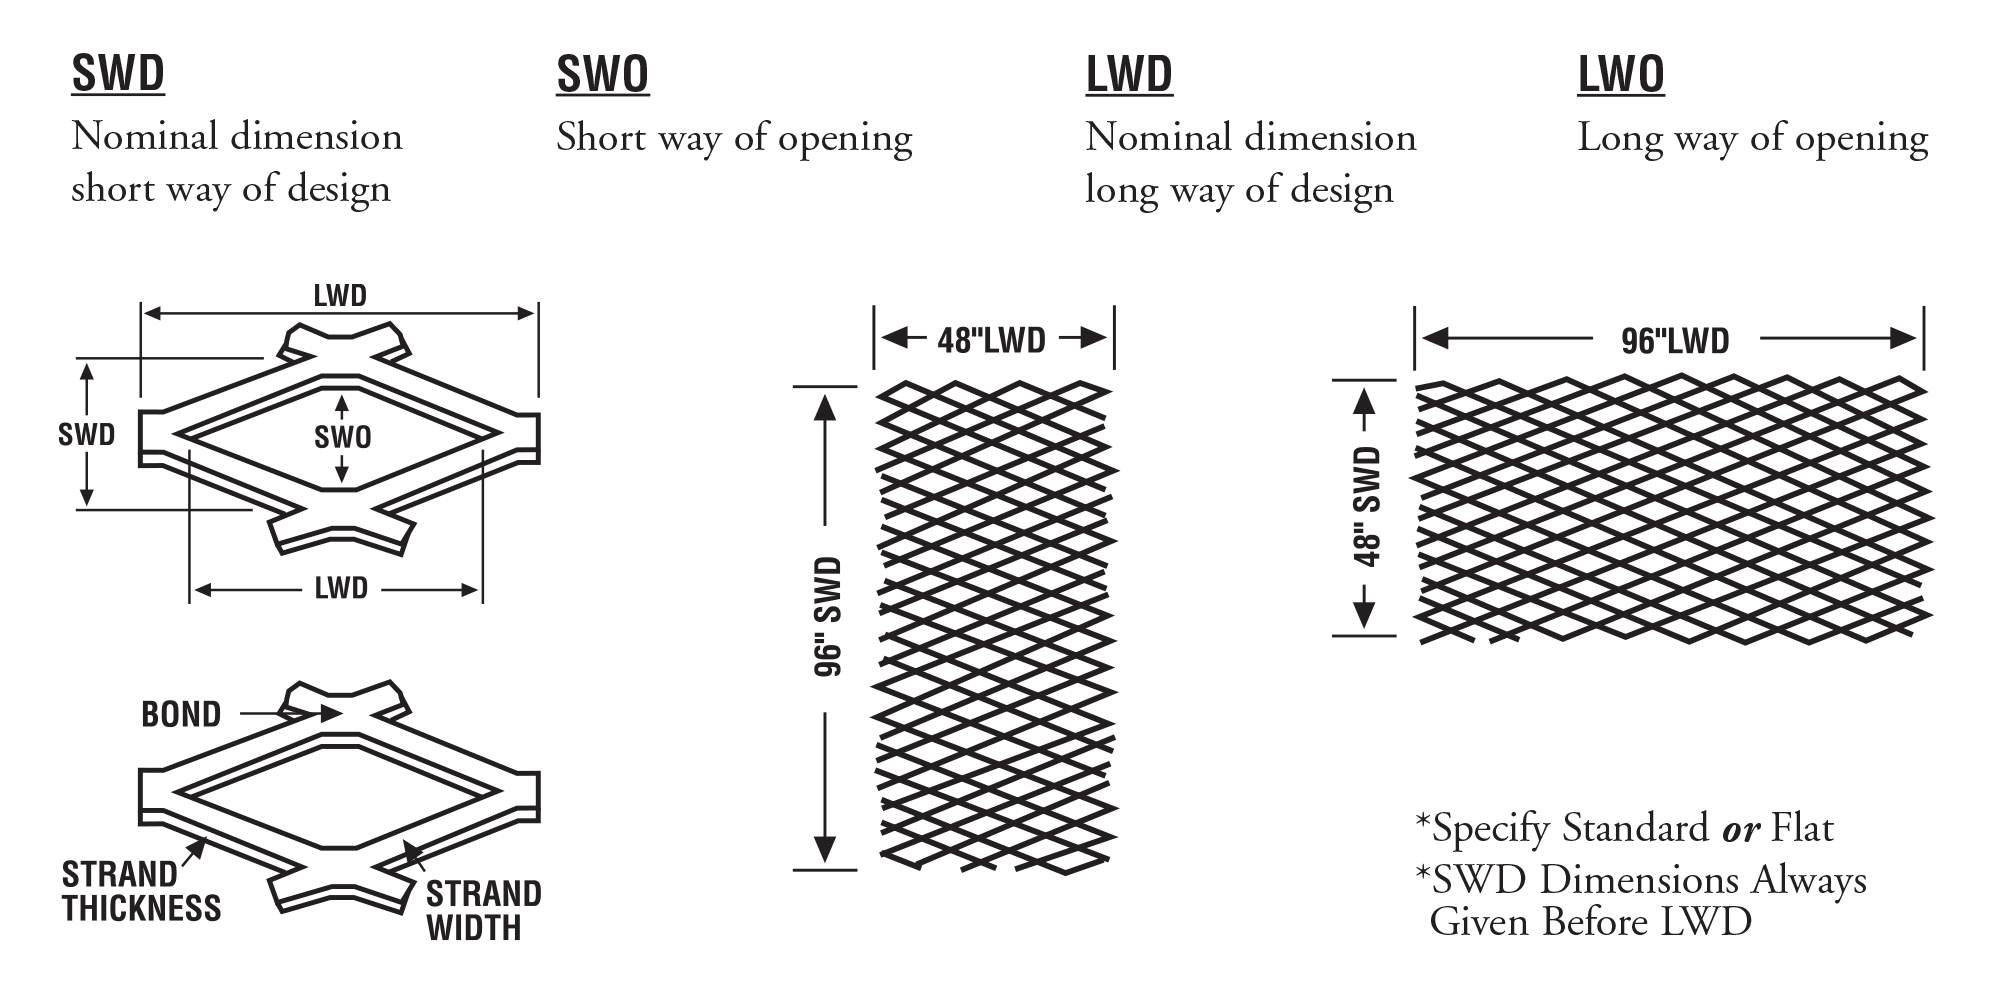 SWD
Nominal dimension
short way of design
SWO
Short way of opening
LWD
Nominal dimension
long way of design
LWO
Long way of opening
LWD
SWD
SWO
LWD
BOND
STRAND
THICKNESS
STRAND
WIDTH
48"LWD
96" SWD
96"LWD
48" SWD
*Specify Standard or Flat
*SWD Dimensions Always
Given Before LWD